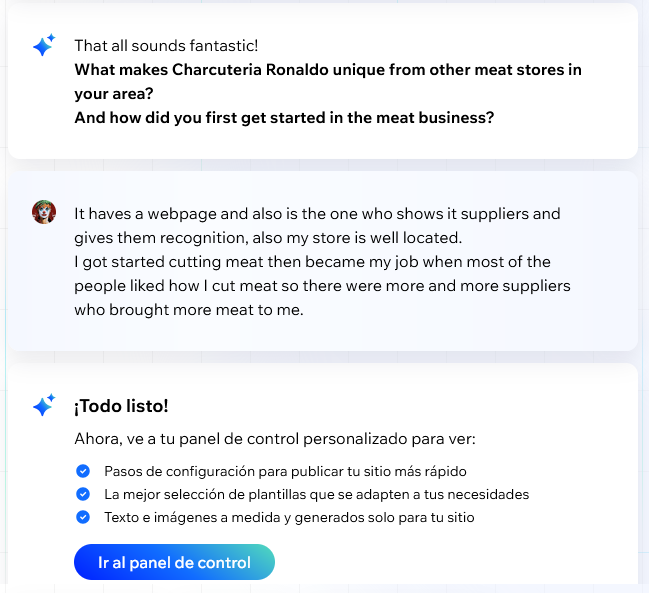 That all sounds fantastic!
What makes Charcuteria Ronaldo unique from other meat stores in
your area?
And how did you first get started in the meat business?
It haves a webpage and also is the one who shows it suppliers and
gives them recognition, also my store is well located.
I got started cutting meat then became my job when most of the
people liked how I cut meat so there were more and more suppliers
who brought more meat to me.
¡Todo listo!
Ahora, ve a tu panel de control personalizado para ver:
Pasos de configuración para publicar tu sitio más rápido
La mejor selección de plantillas que se adapten a tus necesidades
Texto e imágenes a medida y generados solo para tu sitio
Ir al panel de control